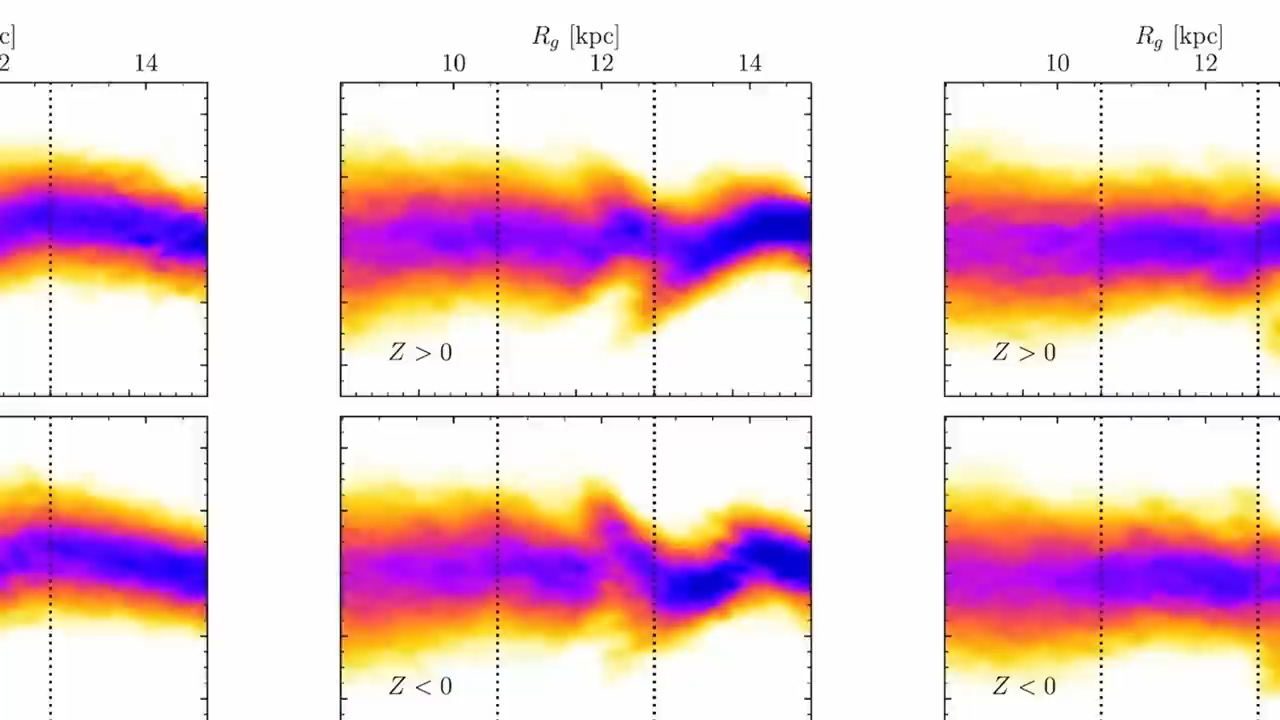 c] R_g [kpc] R_g [kpc]
2 14 10 12 14 10 12
Z > 0 Z > 0
Z < 0 Z < 0